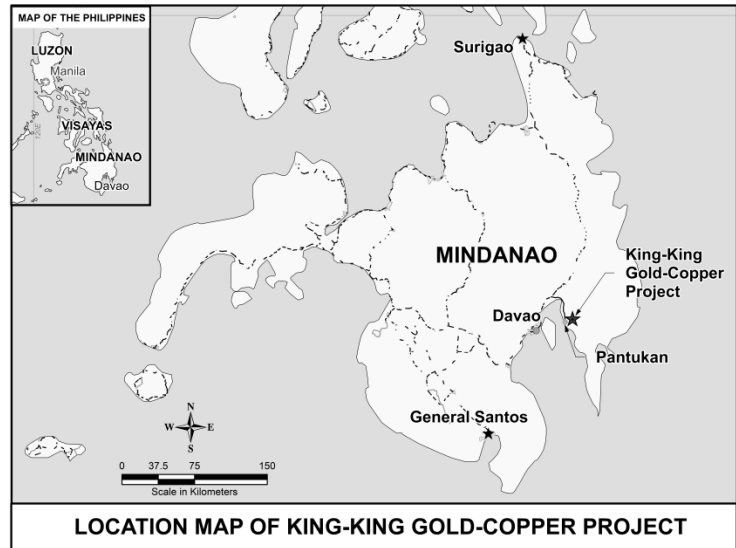 MAP OF THE PHILIPPINES
LUZON
Manila
120E
VISAYAS
MINDANAO
Davao
Surigao
MINDANAO
King-King
Gold-Copper
Project
Davao
Pantukan
General Santos
N
W E
S
0 37.5 75 150
Scale in Kilometers
LOCATION MAP OF KING-KING GOLD-COPPER PROJECT